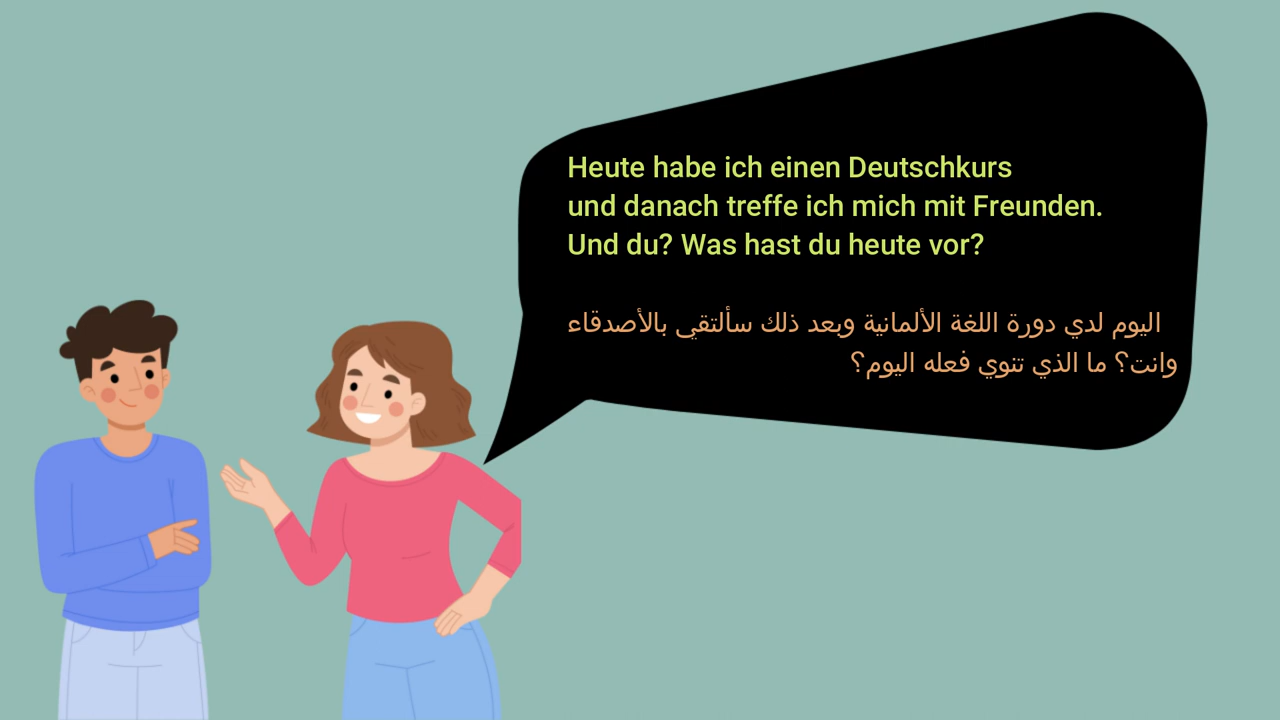 Heute habe ich einen Deutschkurs
und danach treffe ich mich mit Freunden.
Und du? Was hast du heute vor?
اليوم لدي دورة اللغة الألمانية وبعد ذلك سألتقي بالأصدقاء
وانت؟ ما الذي تنوي فعله اليوم؟